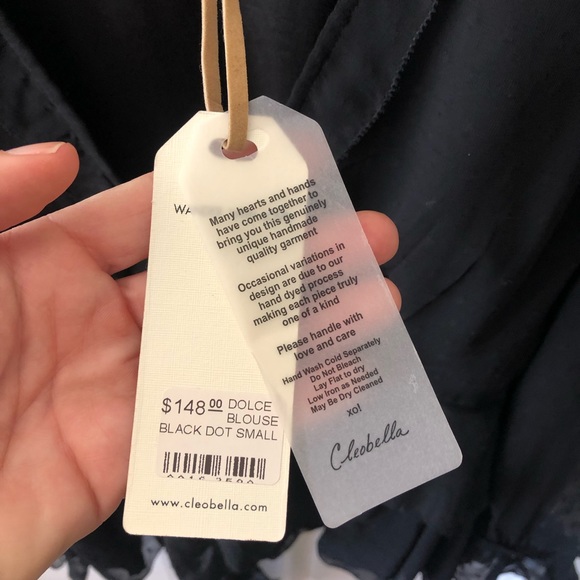 WA
Many hearts and hands
have come together to
bring you this genuinely
unique handmade
quality garment
Occasional variations in
design are due to our
hand dyed process
making each piece truly
one of a kind
Please handle with
love and care
Hand Wash Cold Separately
Do Not Bleach
Lay Flat to dry
Low Iron as Needed
May Be Dry Cleaned
xo!
Cleobella
$148.00 DOLCE
BLOUSE
BLACK DOT SMALL
www.cleobella.com